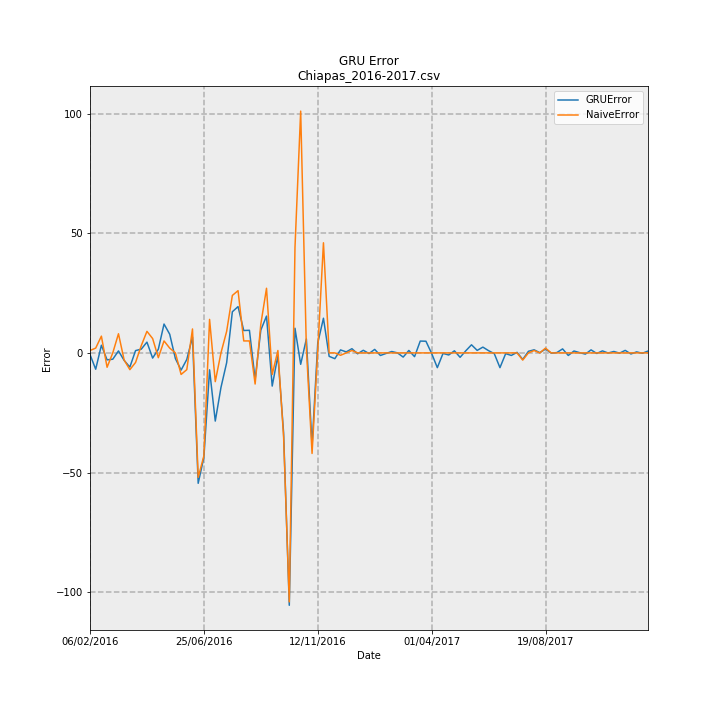 GRU Error
Chiapas_2016-2017.csv
GRUError
NaiveError
100
50
0
−50
−100
Error
06/02/2016
25/06/2016
12/11/2016
01/04/2017
19/08/2017
Date